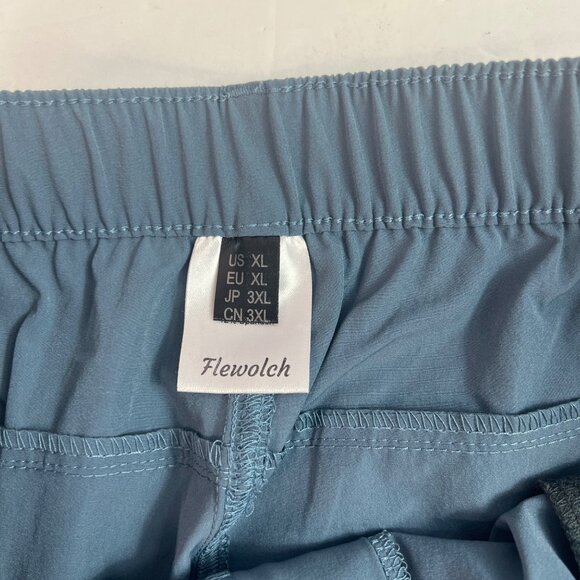 US XL
EU XL
JP 3XL
CN 3XL
Flewolch